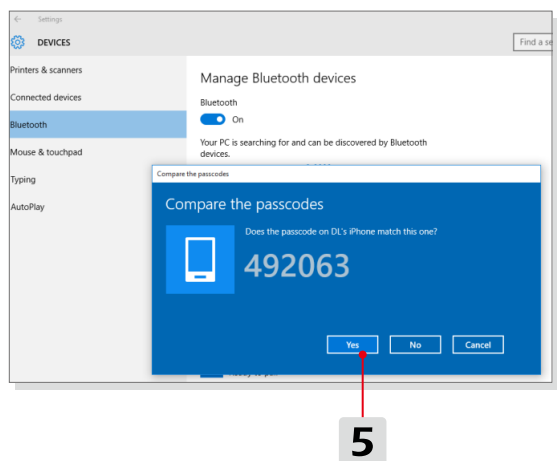 Settings
DEVICES
Find a se
Printers & scanners
Connected devices
Bluetooth
Mouse & touchpad
Typing
AutoPlay
Manage Bluetooth devices
Bluetooth
On
Your PC is searching for and can be discovered by Bluetooth
devices.
Compare the passcodes
Compare the passcodes
Does the passcode on DL's iPhone match this one?
492063
Yes
No
Cancel
5